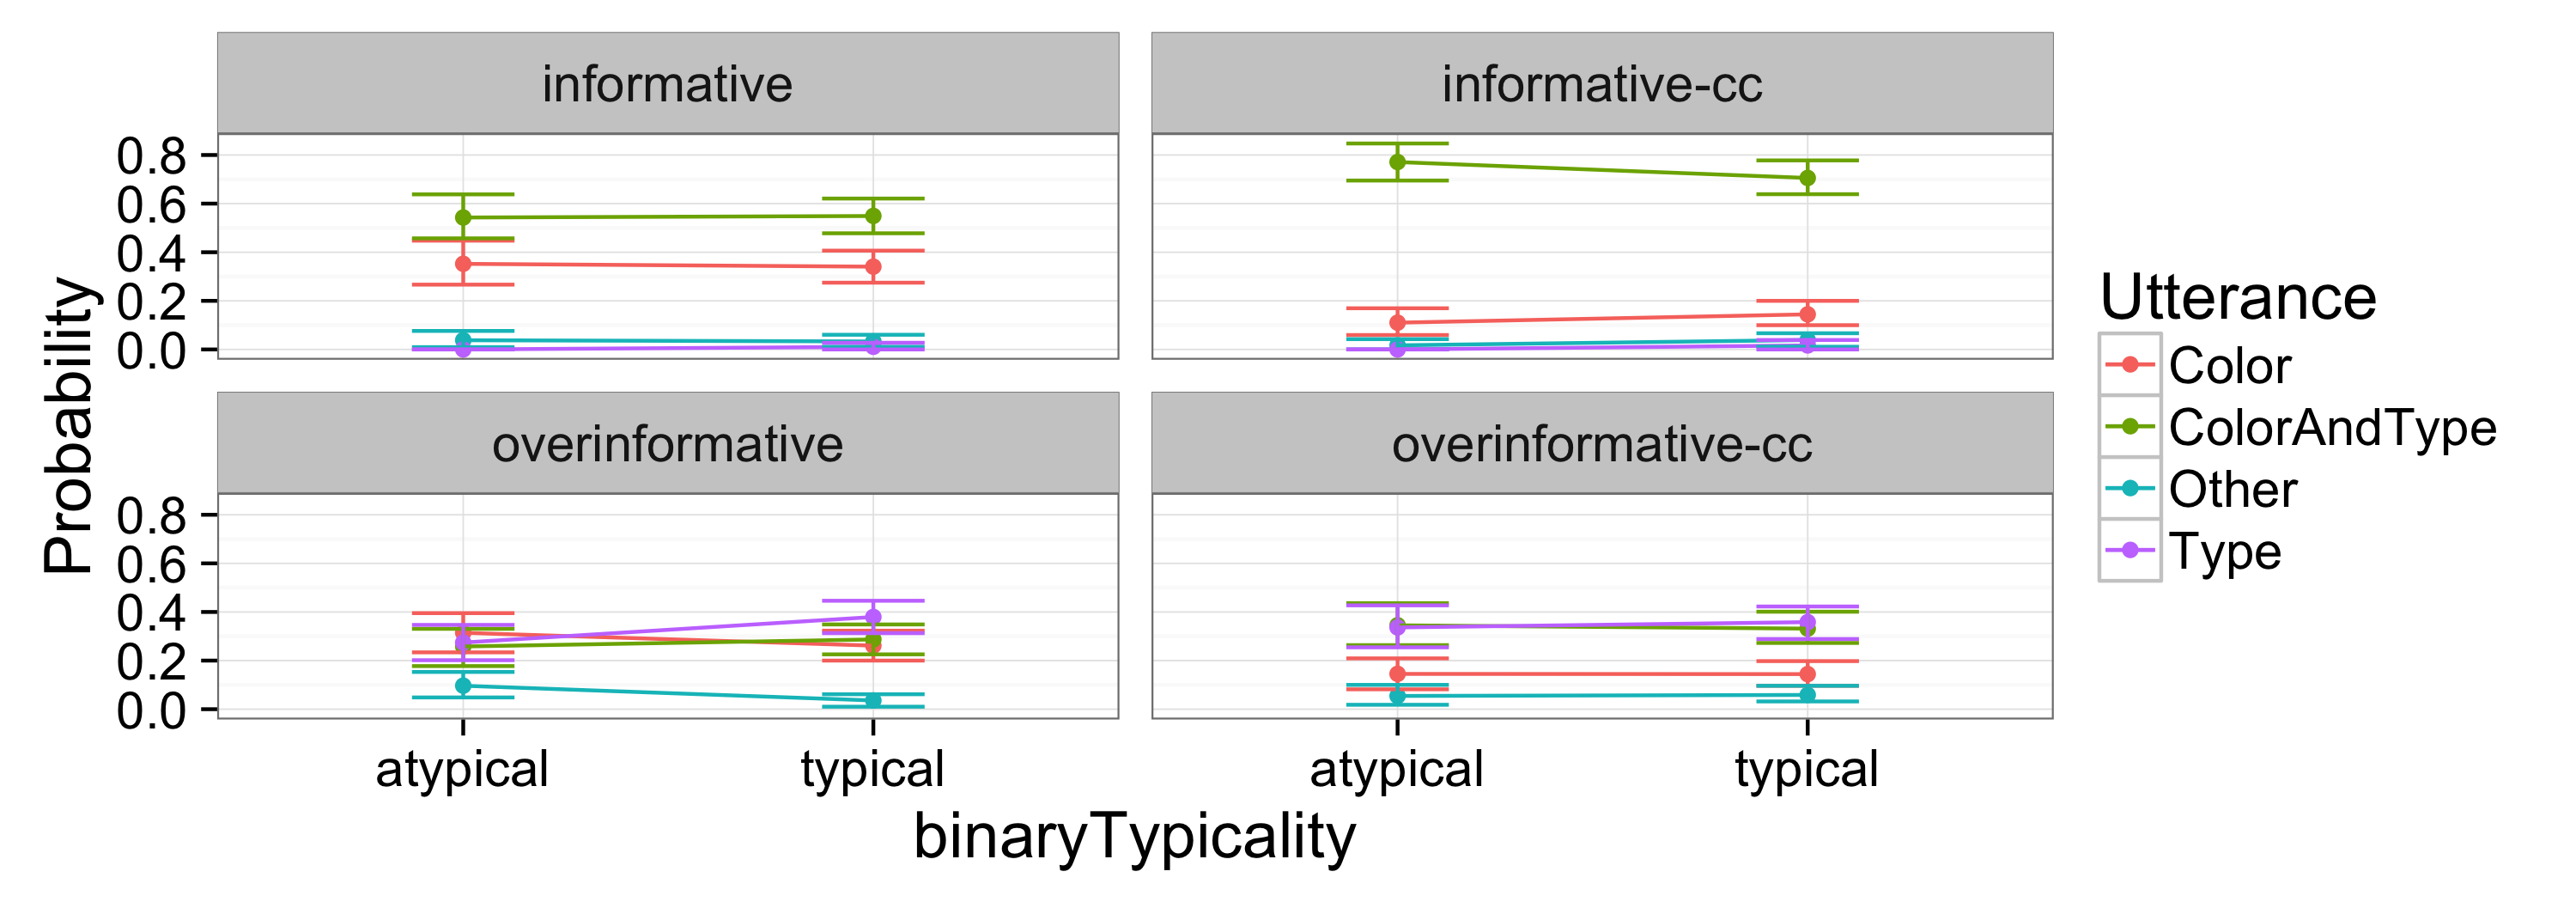 informative
informative-cc
0.8
0.6
0.4
0.2
0.0
overinformative
overinformative-cc
0.8
0.6
0.4
0.2
0.0
atypical
typical
atypical
typical
binaryTypicality
Probability
Utterance
Color
ColorAndType
Other
Type